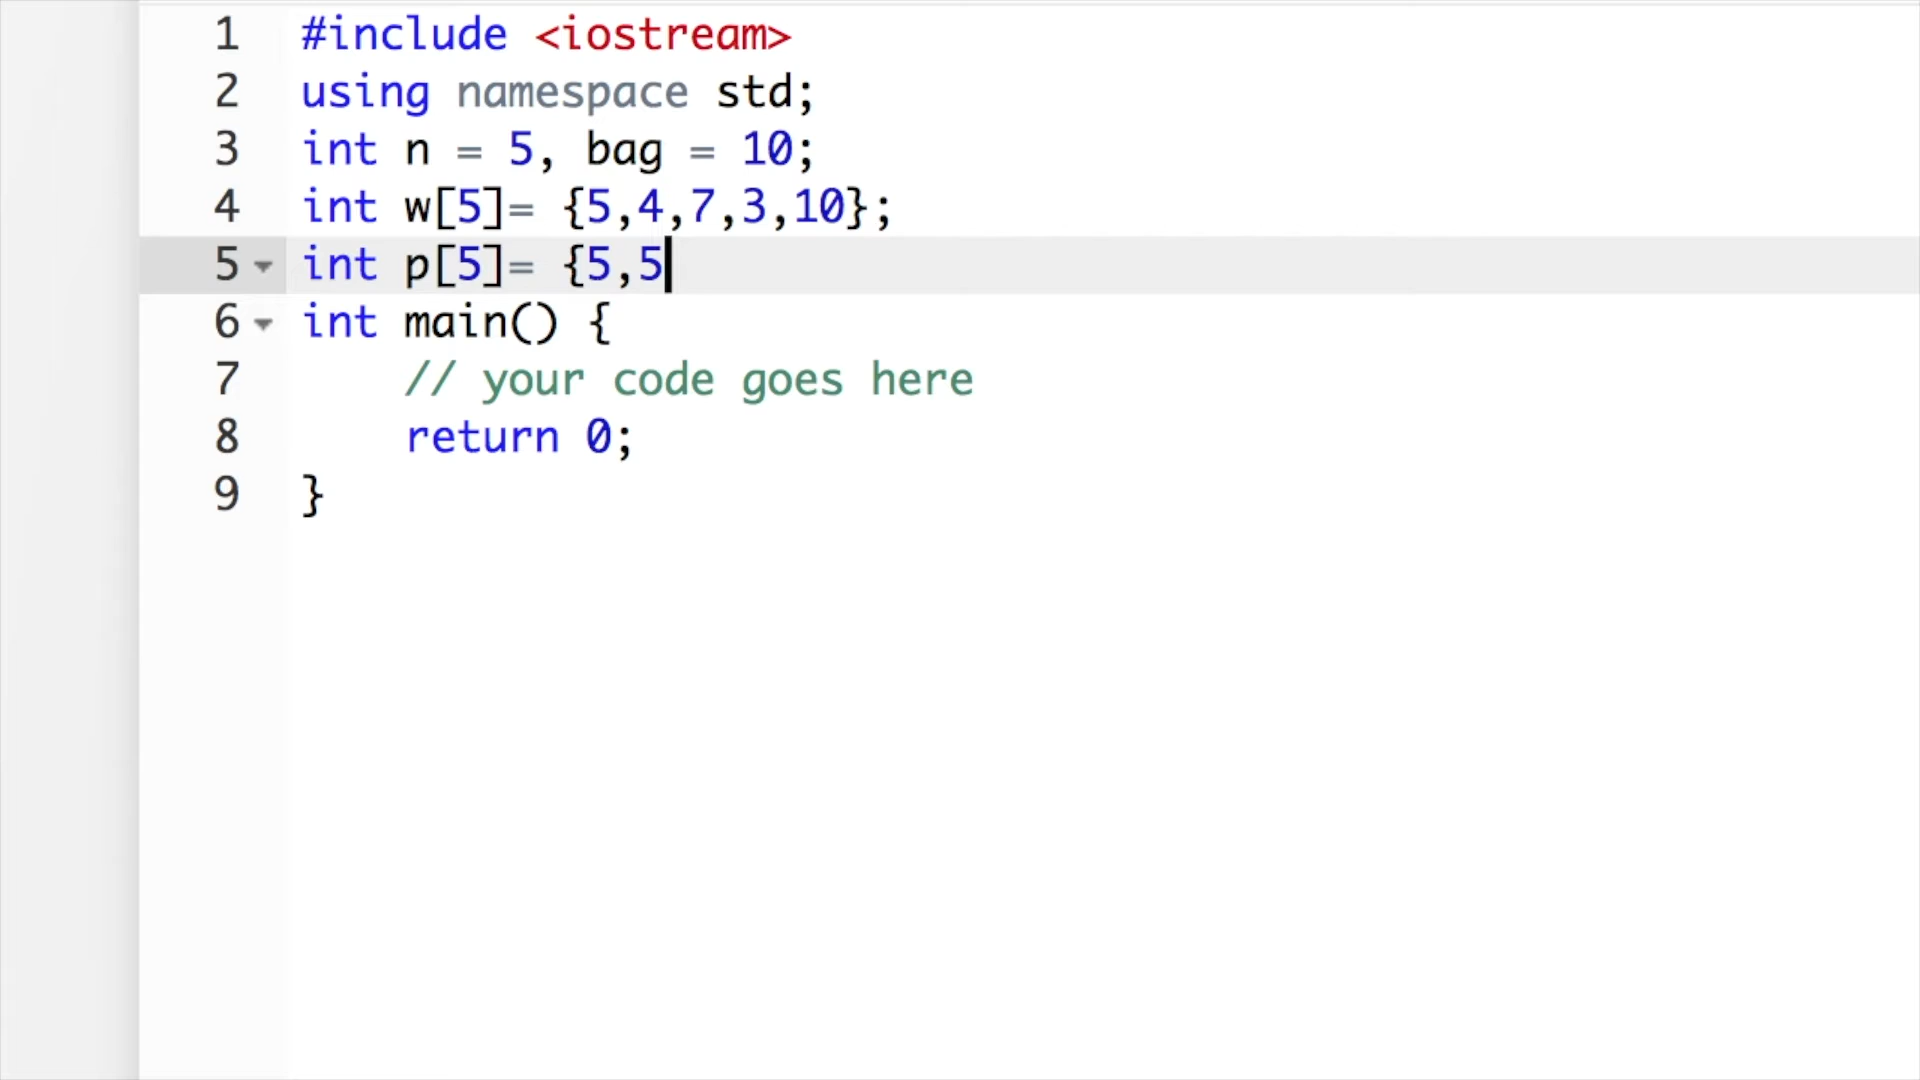 1 #include <iostream>
2 using namespace std;
3 int n = 5, bag = 10;
4 int w[5]= {5,4,7,3,10};
5 int p[5]= {5,5
6 int main() {
7     // your code goes here
8     return 0;
9 }